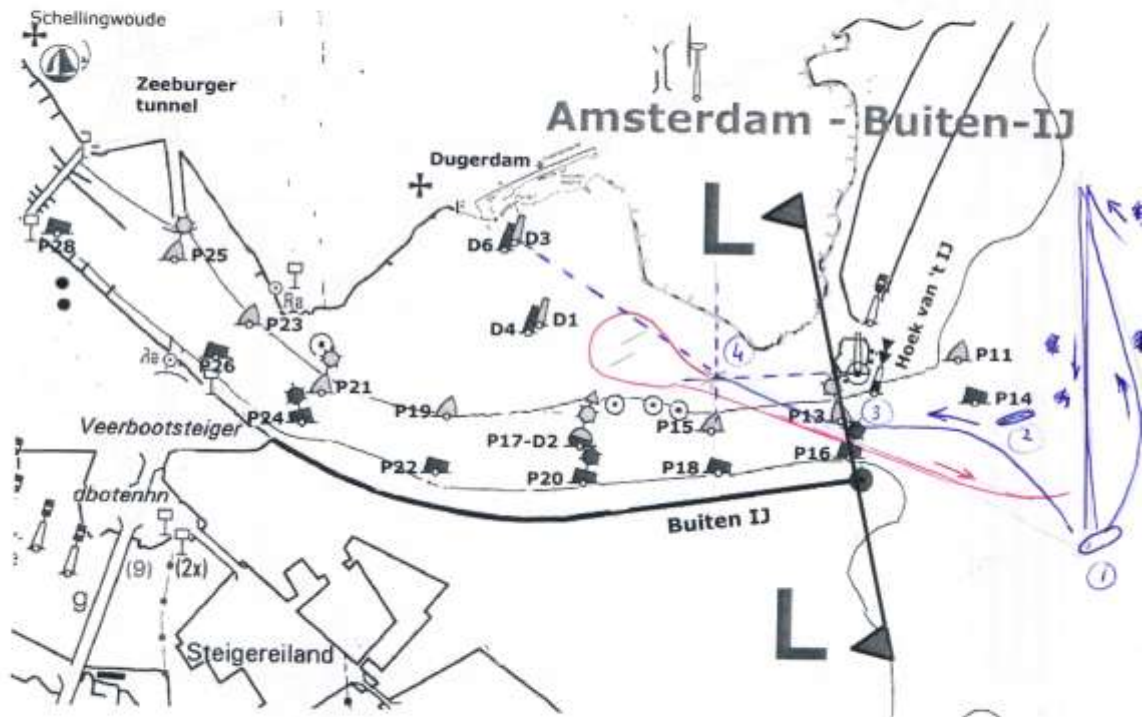 Schellingwoude
Zeeburger
tunnel
Amsterdam - Buiten-IJ
Dugerdam
L
D6
D3
P28
P25
Ra
Hoek van 't IJ
D4
D1
④
P23
P11
Ra
P26
P21
P14
P24
P19
P15
P13
③
②
Veerbootsteiger
P17-D2
P16
P22
P20
P18
dbotenhn
Buiten IJ
①
(9)
(2x)
g
L
Steigereiland